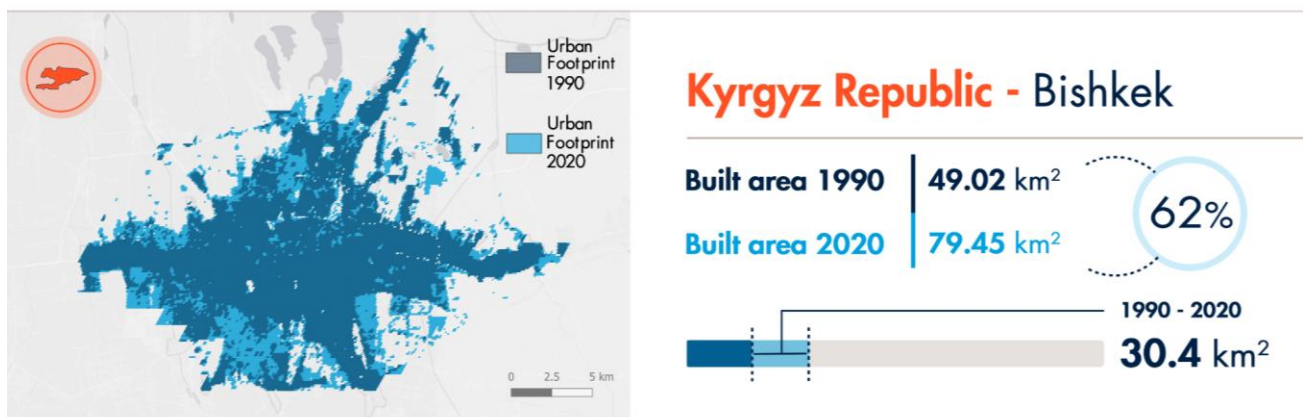 Urban
Footprint
1990
Urban
Footprint
2020
0 2.5 5 km
Kyrgyz Republic - Bishkek
Built area 1990 49.02 km²
Built area 2020 79.45 km²
62%
1990 - 2020
30.4 km²